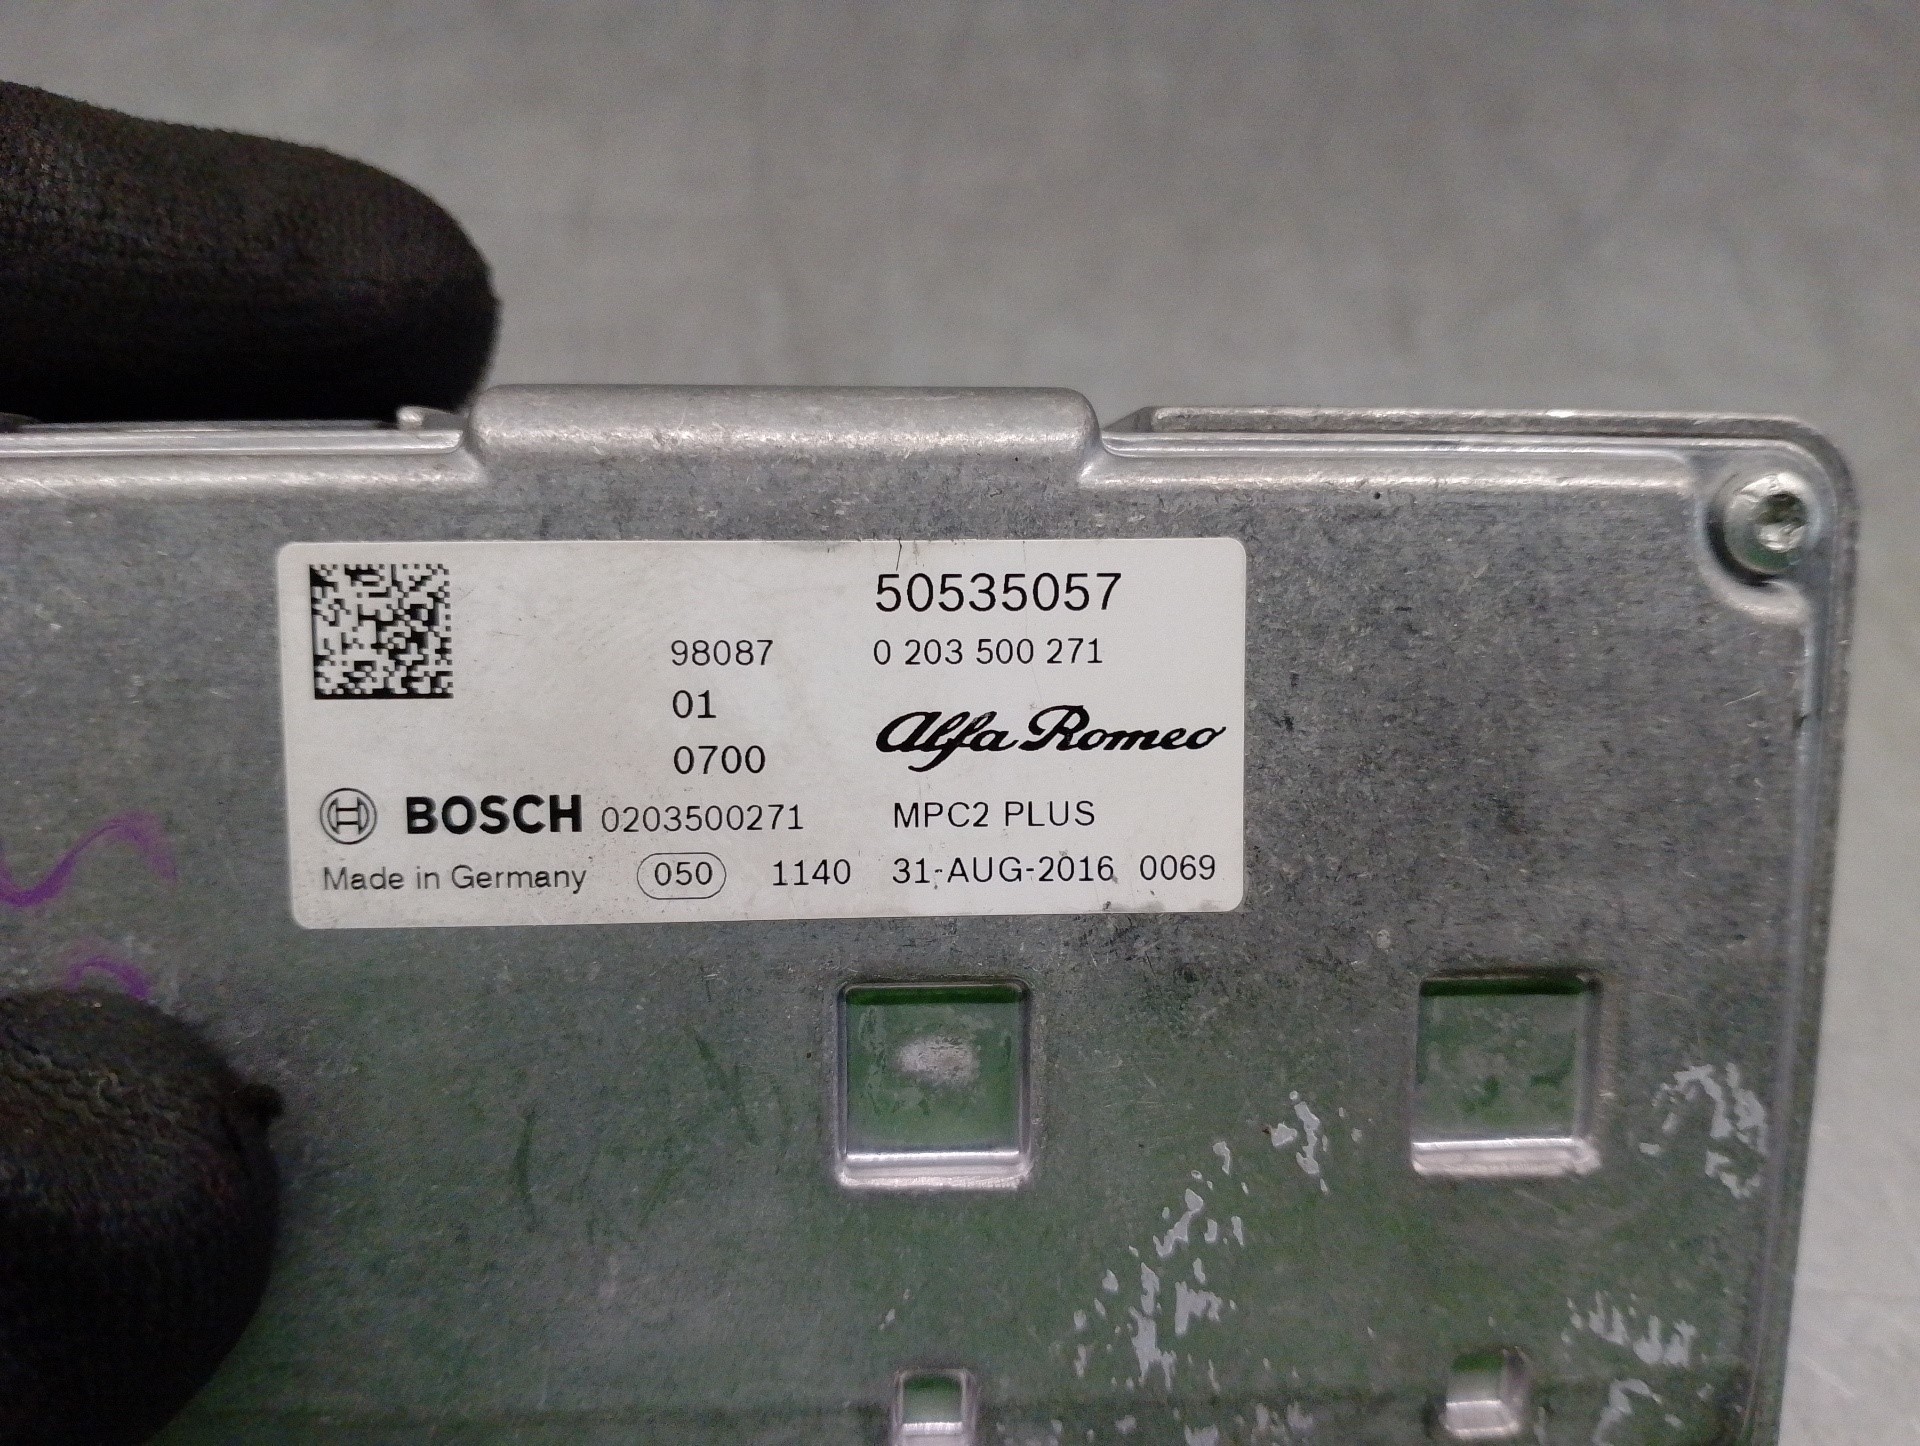 50535057
98087 0 203 500 271
01
Alfa Romeo
0700
BOSCH 0203500271 MPC2 PLUS
Made in Germany 050 1140 31-AUG-2016 0069